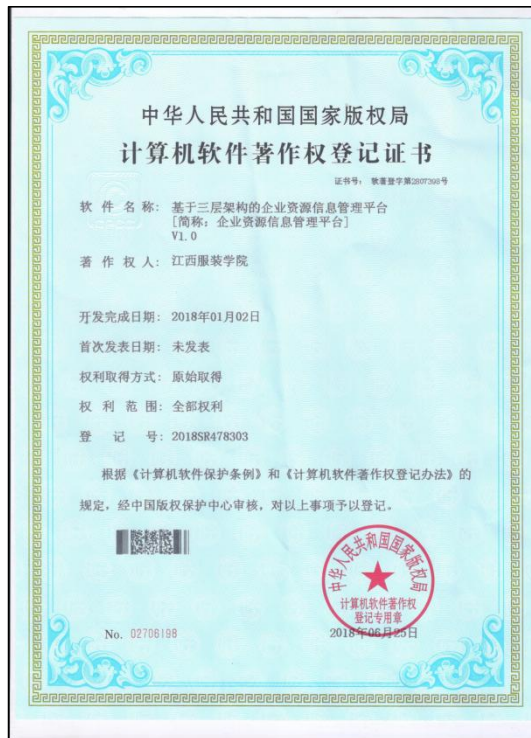 中华人民共和国国家版权局
计算机软件著作权登记证书
证书号： 软著登字第2807398号
软件名称： 基于三层架构的企业资源信息管理平台
[简称：企业资源信息管理平台]
V1.0
著作权人： 江西服装学院
开发完成日期： 2018年01月02日
首次发表日期： 未发表
权利取得方式： 原始取得
权利范围： 全部权利
登记号： 2018SR478303
根据《计算机软件保护条例》和《计算机软件著作权登记办法》的
规定，经中国版权保护中心审核，对以上事项予以登记。
中华人民共和国国家版权局
计算机软件著作权
登记专用章
No. 02706198
2018年06月25日